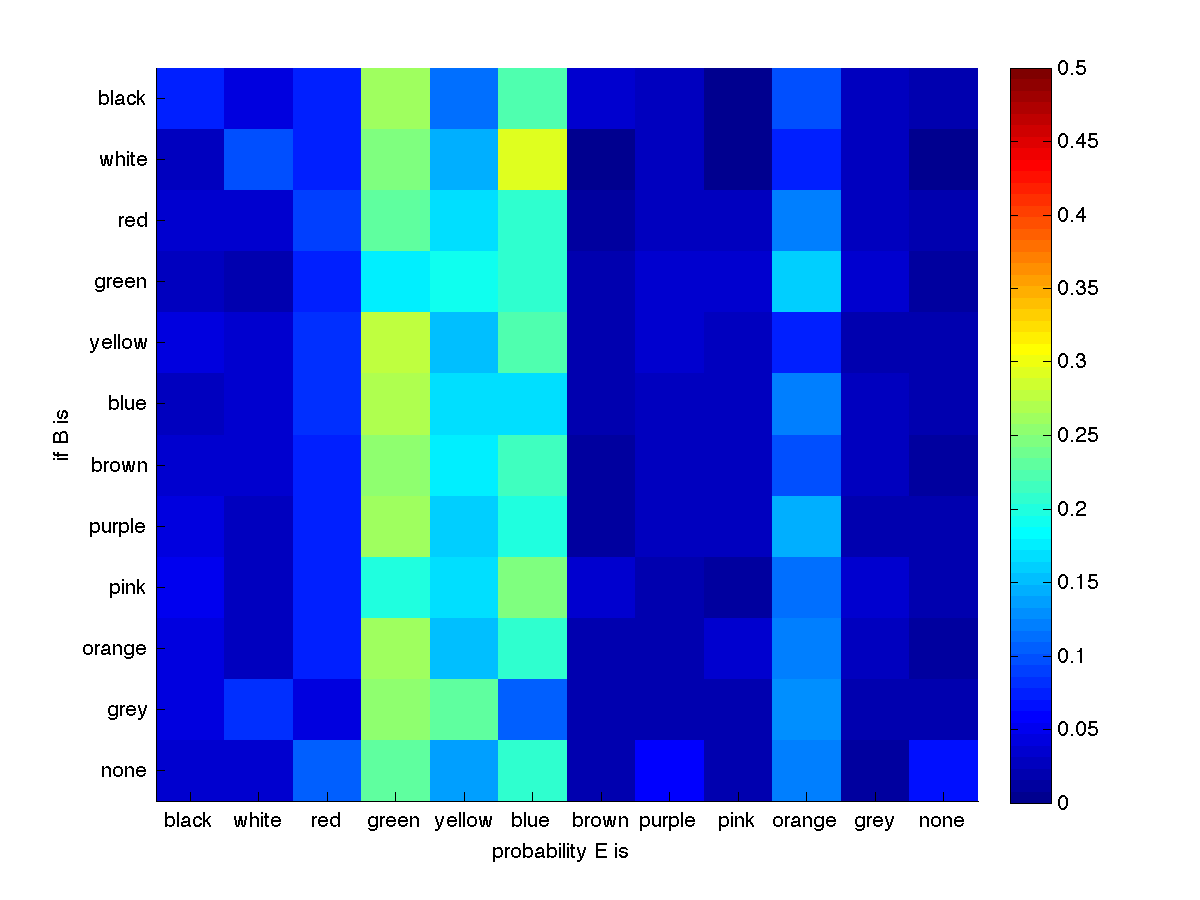 black
white
red
green
yellow
blue
brown
purple
pink
orange
grey
none
if B is
black white red green yellow blue brown purple pink orange grey none
probability E is
0.5
0.45
0.4
0.35
0.3
0.25
0.2
0.15
0.1
0.05
0